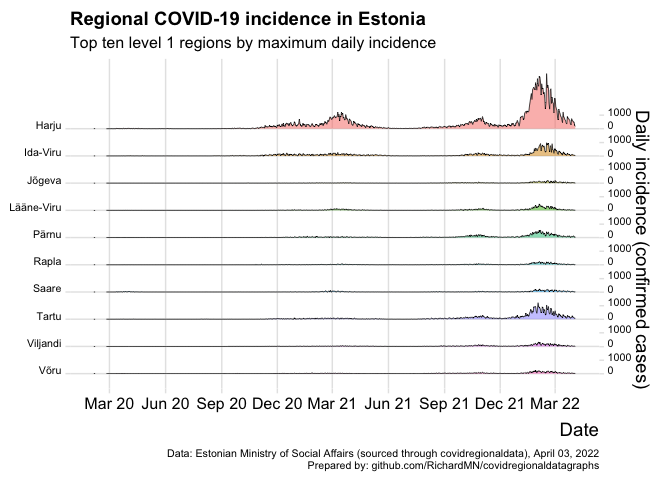 Regional COVID-19 incidence in Estonia
Top ten level 1 regions by maximum daily incidence
Harju
Ida-Viru
Jõgeva
Lääne-Viru
Pärnu
Rapla
Saare
Tartu
Viljandi
Võru
1000
0
1000
0
1000
0
1000
0
1000
0
1000
0
1000
0
1000
0
1000
0
1000
0
Daily incidence (confirmed cases)
Mar 20 Jun 20 Sep 20 Dec 20 Mar 21 Jun 21 Sep 21 Dec 21 Mar 22
Date
Data: Estonian Ministry of Social Affairs (sourced through covidregionaldata), April 03, 2022
Prepared by: github.com/RichardMN/covidregionaldatagraphs